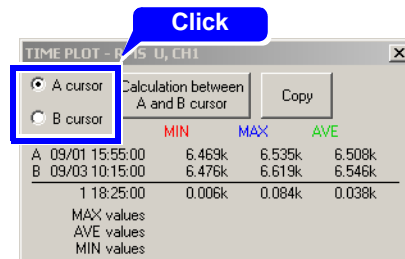 Click
TIME PLOT - RMS U, CH1
A cursor
B cursor
Calculation between
A and B cursor
Copy
MIN MAX AVE
A 09/01 15:55:00 6.469k 6.535k 6.508k
B 09/03 10:15:00 6.476k 6.619k 6.546k
1 18:25:00 0.006k 0.084k 0.038k
MAX values
AVE values
MIN values